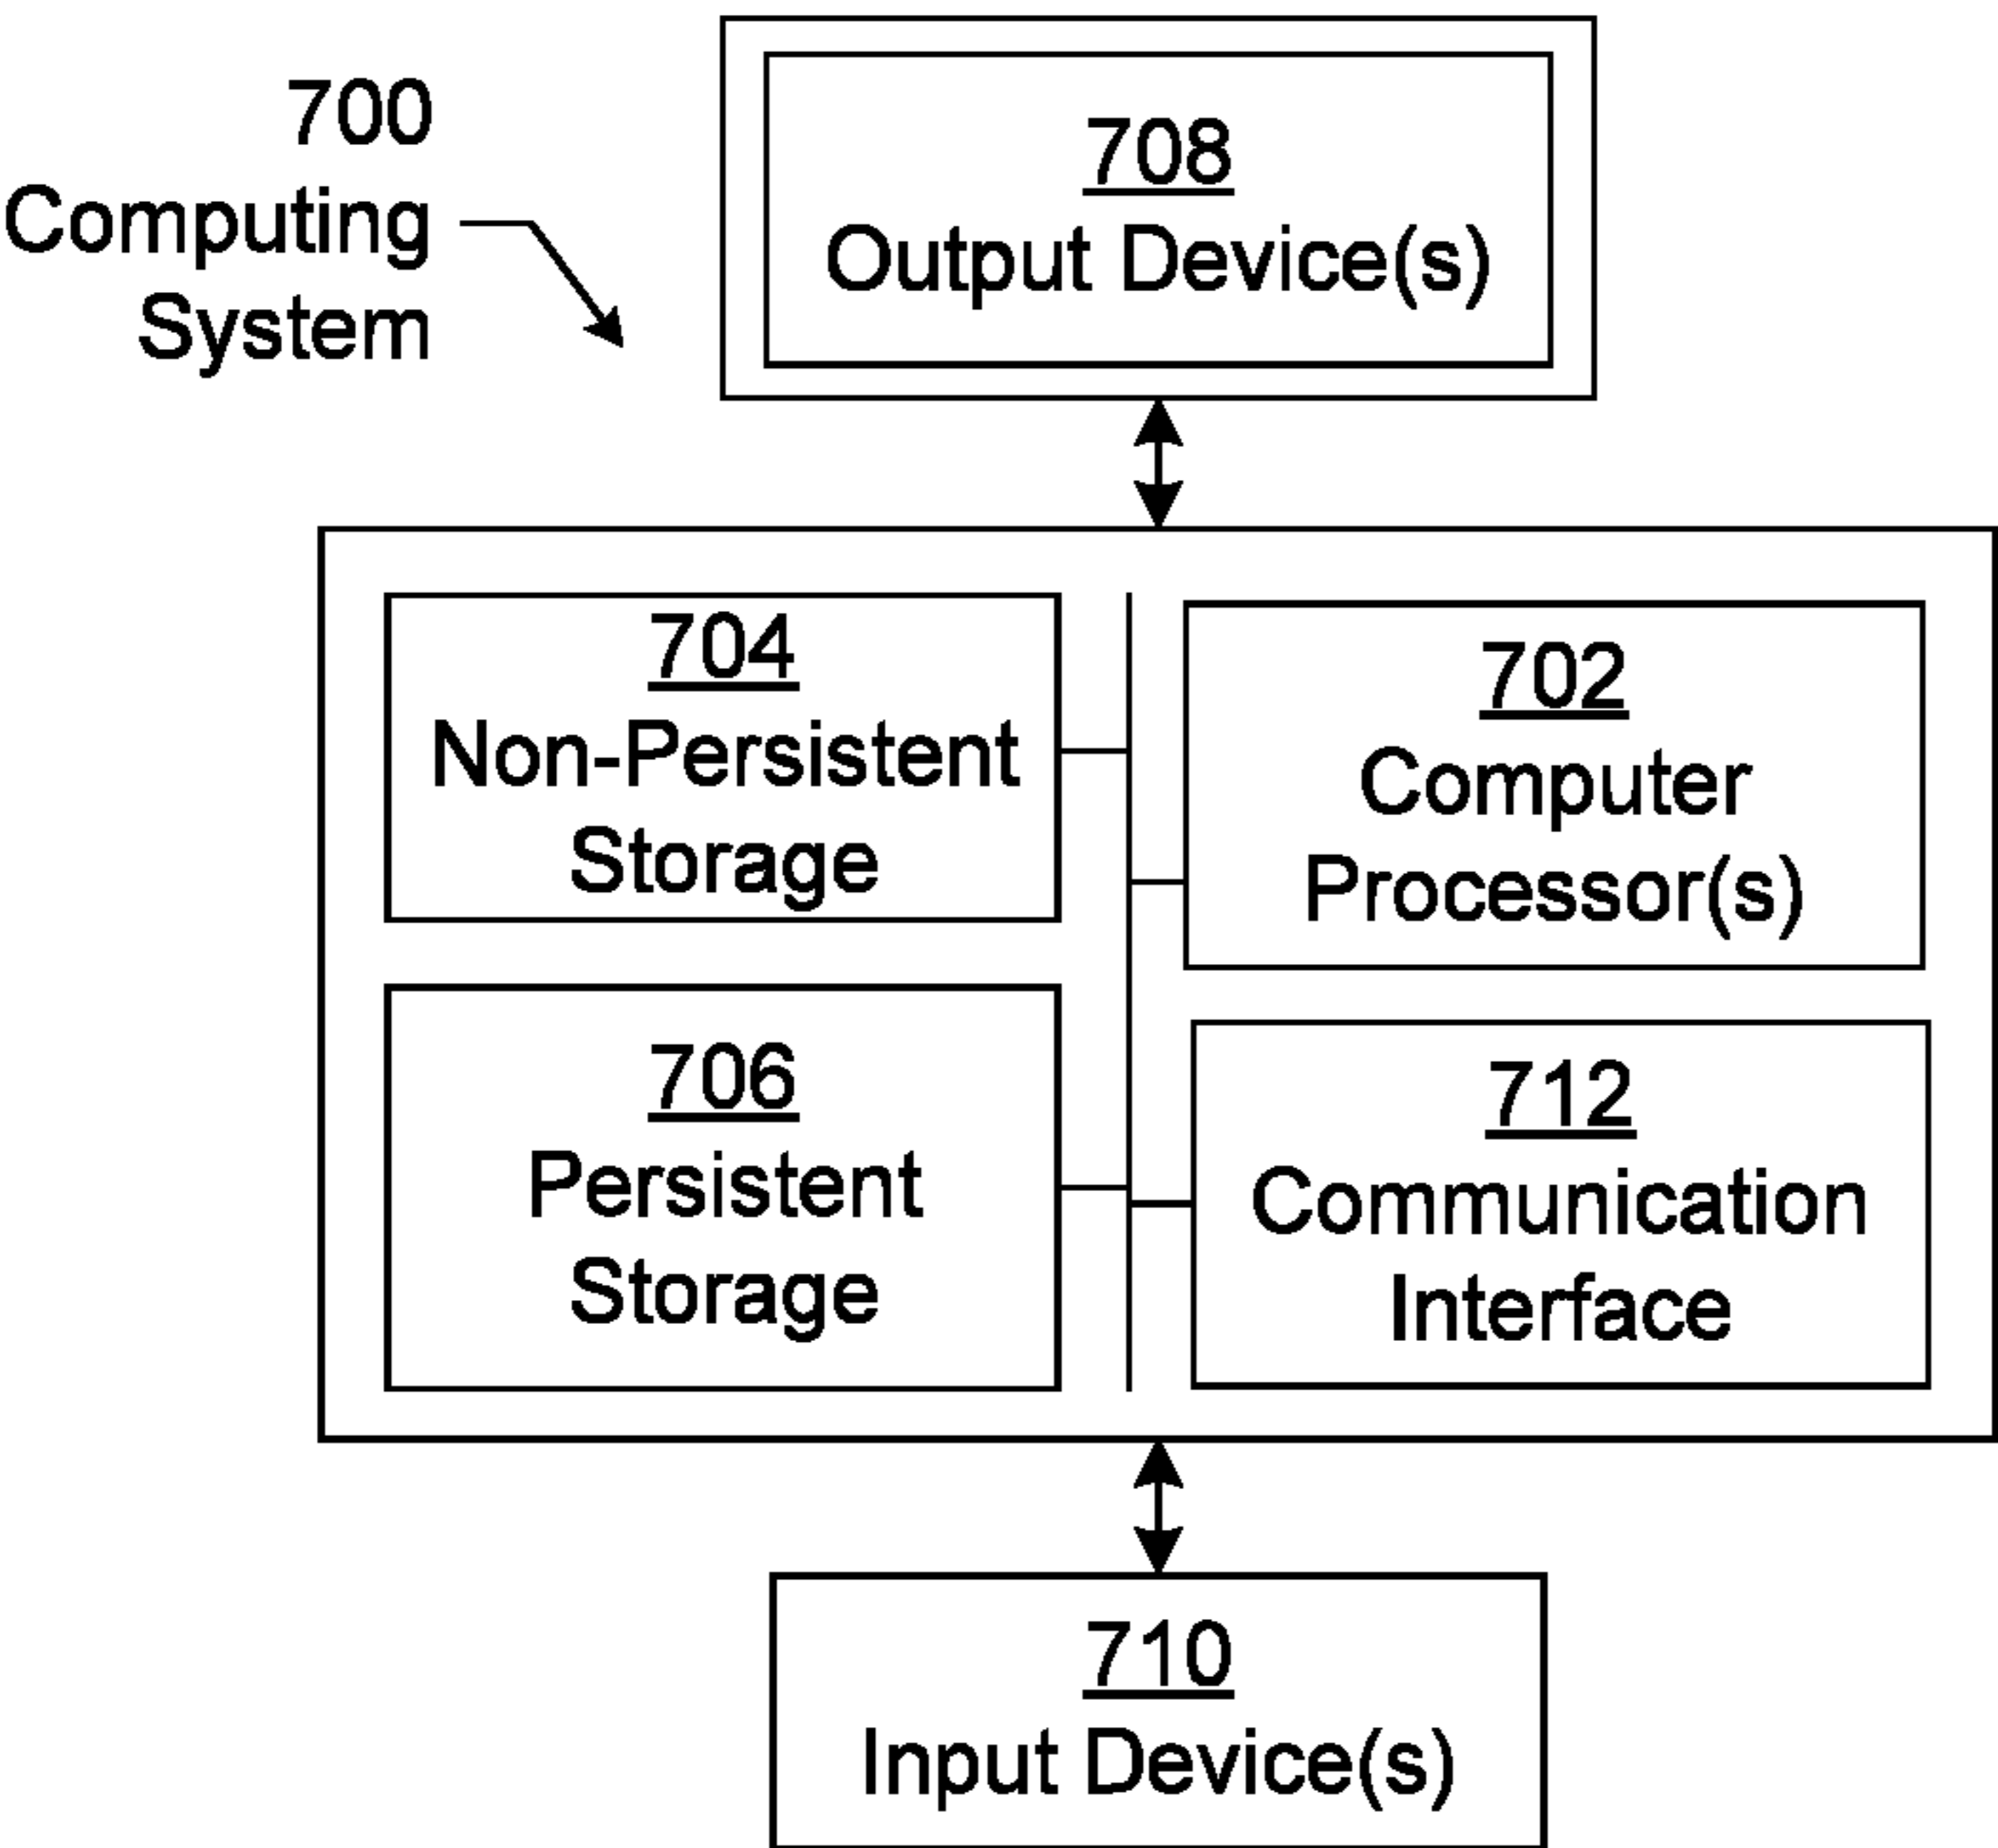 700
Computing
System
708
Output Device(s)
704
Non-Persistent
Storage
702
Computer
Processor(s)
706
Persistent
Storage
712
Communication
Interface
710
Input Device(s)